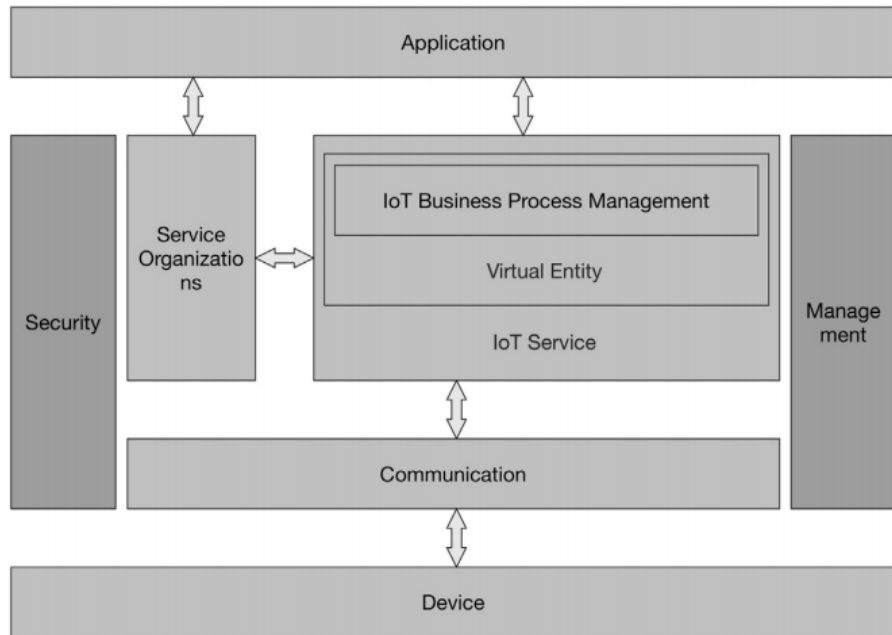 Application
Service
Organizatio
ns
IoT Business Process Management
Virtual Entity
IoT Service
Security
Manage
ment
Communication
Device